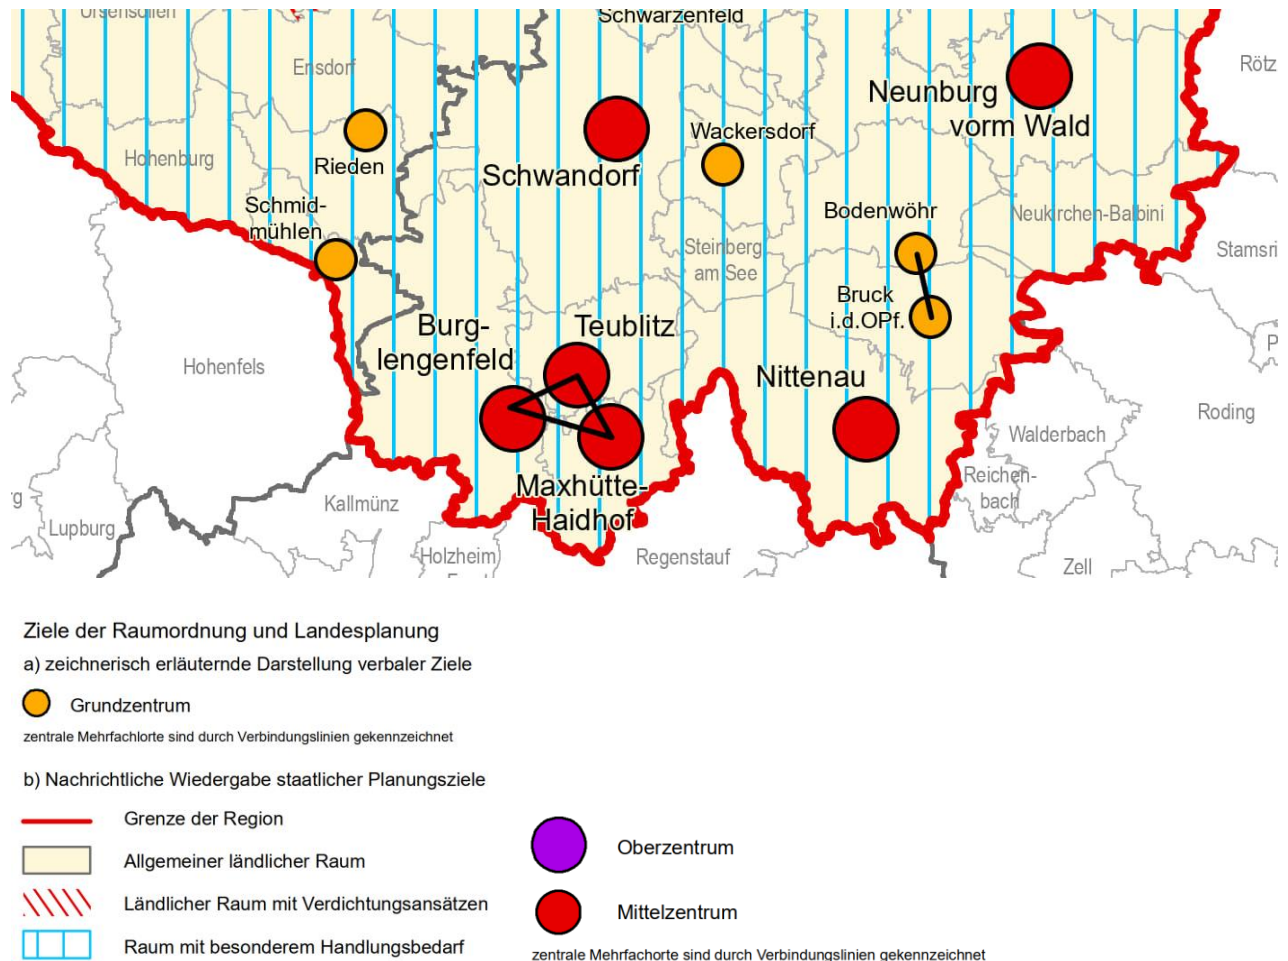 Ursensollen
Schwarzenfeld
Ensdorf
Rötz
Neunburg
vorm Wald
Wackersdorf
Hohenburg
Rieden
Schwandorf
Schmid-
mühlen
Bodenwöhr
Neukirchen-Balbini
Steinberg
am See
Stamsri
Bruck
i.d.OPf.
Burg-
lengenfeld
Teublitz
Hohenfels
Nittenau
P
Roding
Walderbach
Maxhütte-
Haidhof
Reichen-
bach
rg
Lupburg
Kallmünz
Holzheim
Regenstauf
Zell
Ziele der Raumordnung und Landesplanung
a) zeichnerisch erläuternde Darstellung verbaler Ziele
Grundzentrum
zentrale Mehrfachlorte sind durch Verbindungslinien gekennzeichnet
b) Nachrichtliche Wiedergabe staatlicher Planungsziele
Grenze der Region
Allgemeiner ländlicher Raum
Ländlicher Raum mit Verdichtungsansätzen
Raum mit besonderem Handlungsbedarf
Oberzentrum
Mittelzentrum
zentrale Mehrfachorte sind durch Verbindungslinien gekennzeichnet